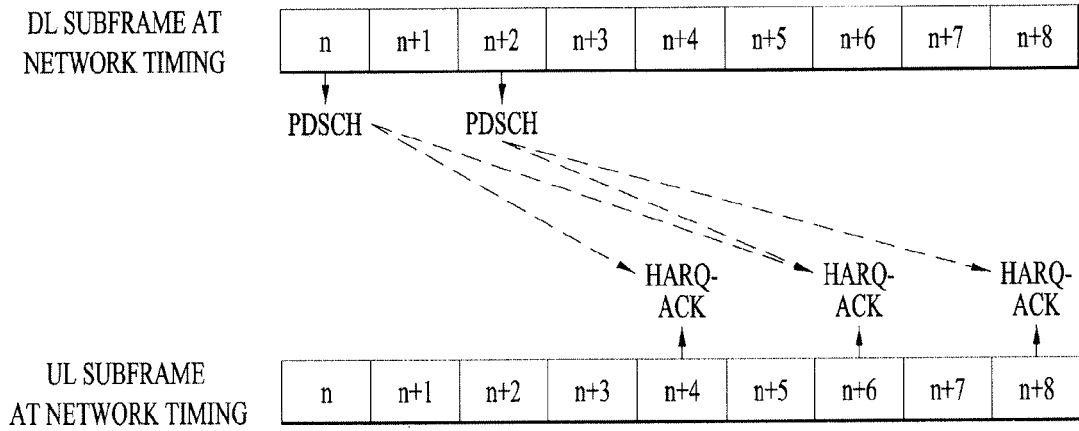 DL SUBFRAME AT
NETWORK TIMING
n n+1 n+2 n+3 n+4 n+5 n+6 n+7 n+8
PDSCH PDSCH
HARQ-
ACK
HARQ-
ACK
HARQ-
ACK
UL SUBFRAME
AT NETWORK TIMING
n n+1 n+2 n+3 n+4 n+5 n+6 n+7 n+8